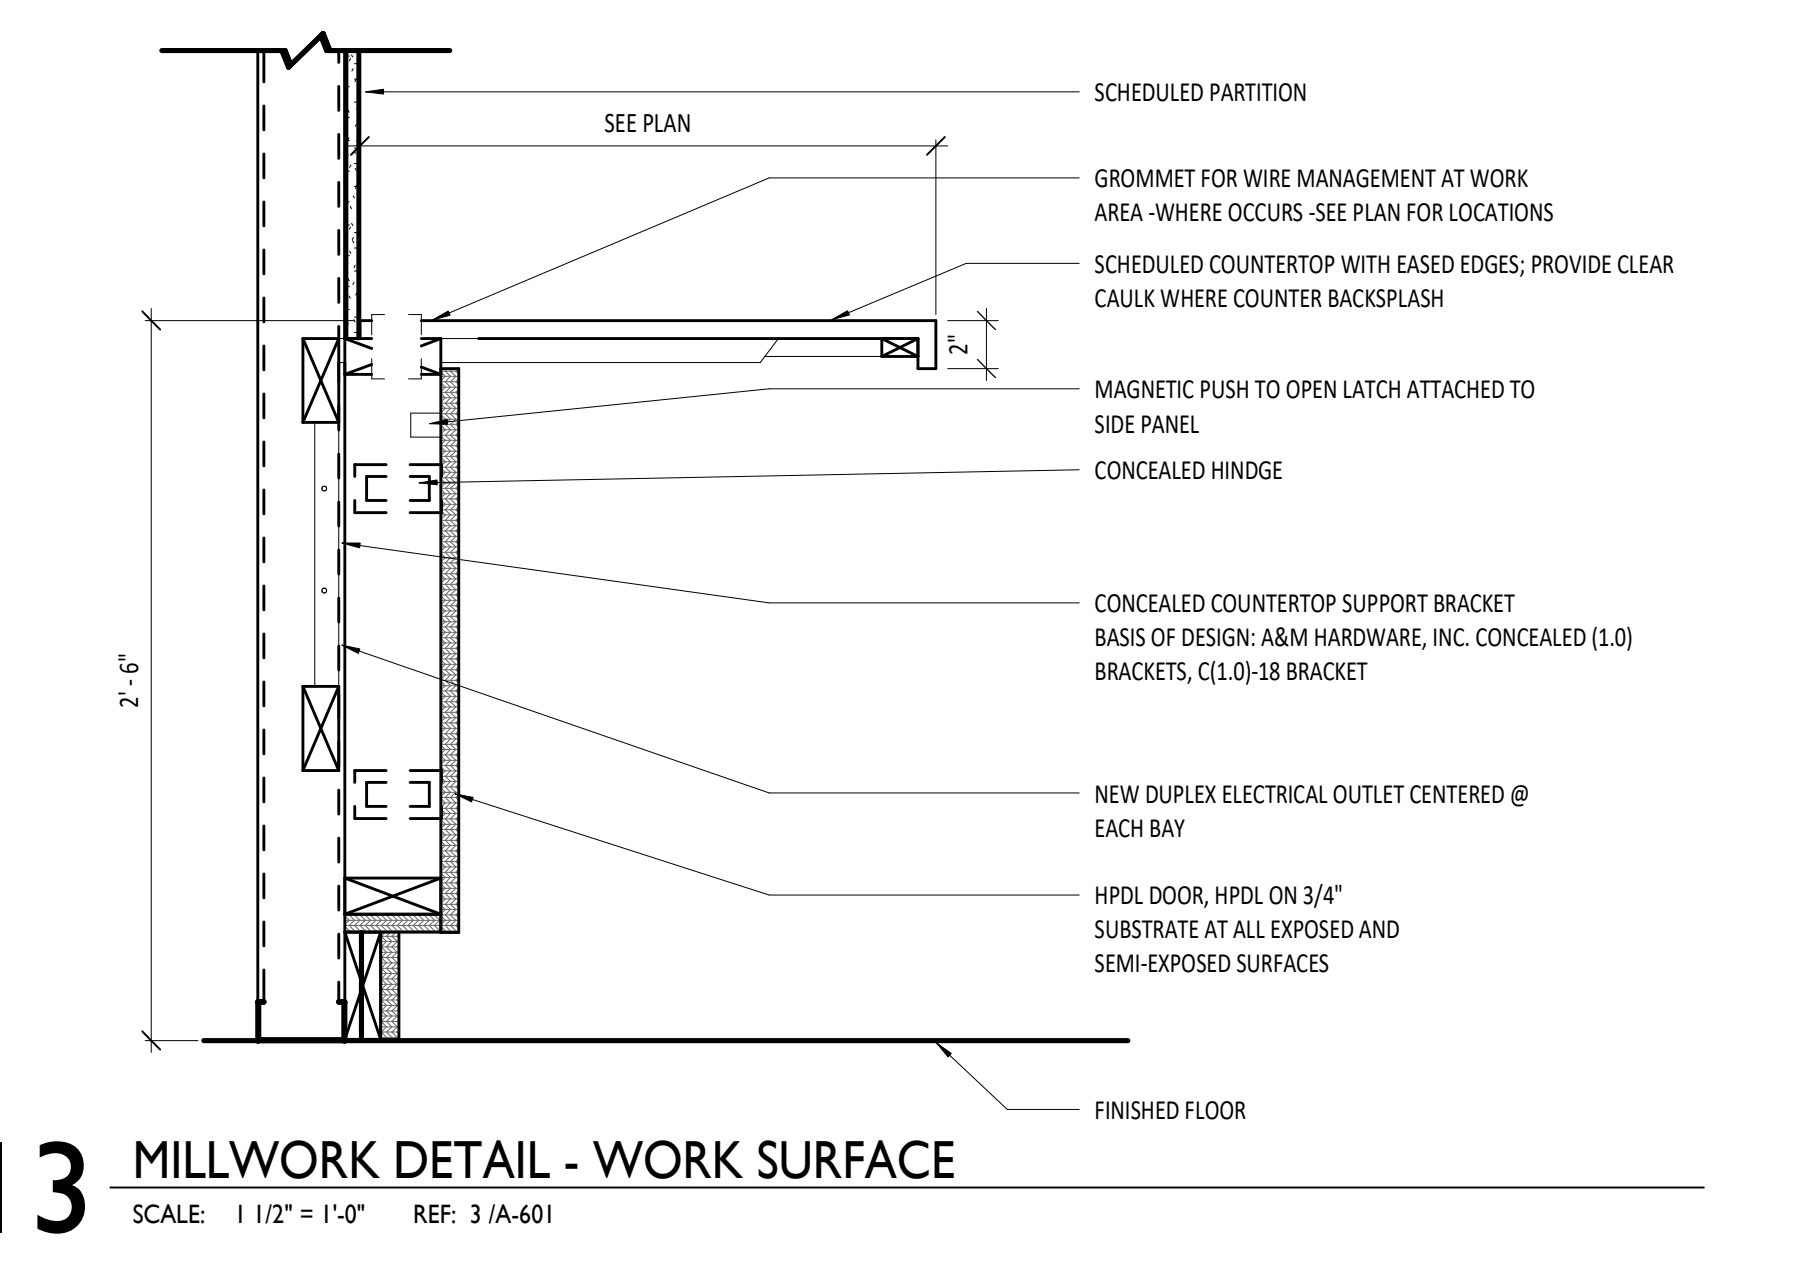 SCHEDULED PARTITION
SEE PLAN
GROMMET FOR WIRE MANAGEMENT AT WORK
AREA -WHERE OCCURS -SEE PLAN FOR LOCATIONS
SCHEDULED COUNTERTOP WITH EASED EDGES; PROVIDE CLEAR
CAULK WHERE COUNTER BACKSPLASH
2"
MAGNETIC PUSH TO OPEN LATCH ATTACHED TO
SIDE PANEL
CONCEALED HINDGE
CONCEALED COUNTERTOP SUPPORT BRACKET
BASIS OF DESIGN: A&M HARDWARE, INC. CONCEALED (1.0)
BRACKETS, C(1.0)-18 BRACKET
2' - 6"
NEW DUPLEX ELECTRICAL OUTLET CENTERED @
EACH BAY
HPDL DOOR, HPDL ON 3/4"
SUBSTRATE AT ALL EXPOSED AND
SEMI-EXPOSED SURFACES
FINISHED FLOOR
3 MILLWORK DETAIL - WORK SURFACE
SCALE: 1 1/2" = 1'-0" REF: 3 /A-601